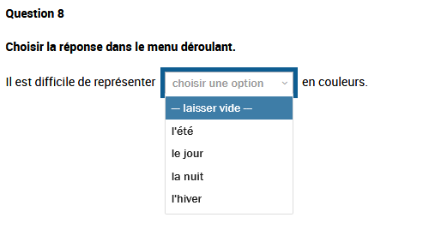 Question 8
Choisir la réponse dans le menu déroulant.
Il est difficile de représenter choisir une option en couleurs.
— laisser vide —
l'été
le jour
la nuit
l'hiver